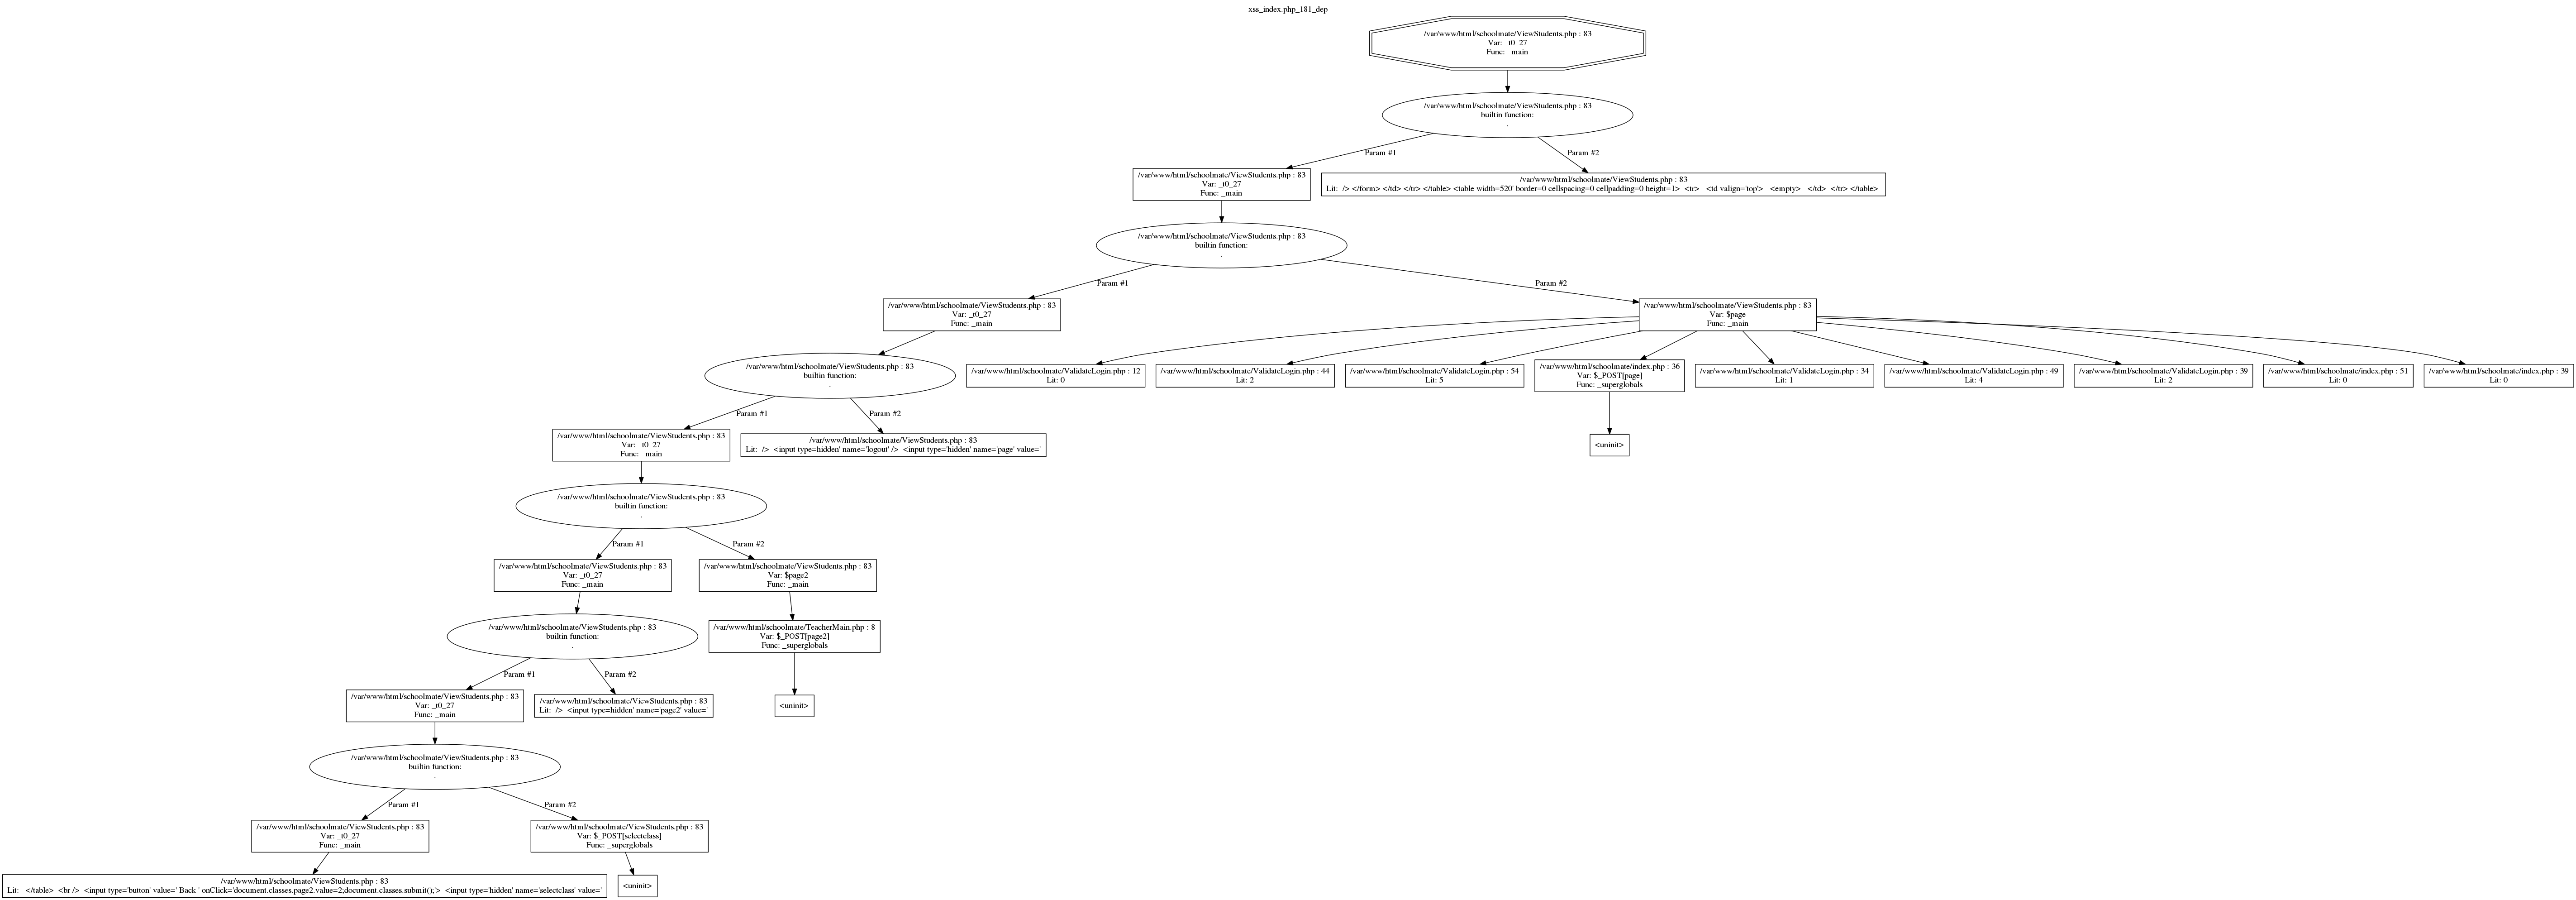 xss_index.php_181_dep
/var/www/html/schoolmate/ViewStudents.php : 83
Var: _t0_27
Func: _main
/var/www/html/schoolmate/ViewStudents.php : 83
builtin function:
.
Param #1
Param #2
/var/www/html/schoolmate/ViewStudents.php : 83
Var: _t0_27
Func: _main
/var/www/html/schoolmate/ViewStudents.php : 83
Lit:  /> </form> </td> </tr> </table> <table width=520' border=0 cellspacing=0 cellpadding=0 height=1>  <tr>   <td valign='top'>   <empty>   </td>  </tr> </table>
/var/www/html/schoolmate/ViewStudents.php : 83
builtin function:
.
Param #1
Param #2
/var/www/html/schoolmate/ViewStudents.php : 83
Var: _t0_27
Func: _main
/var/www/html/schoolmate/ViewStudents.php : 83
Var: $page
Func: _main
/var/www/html/schoolmate/ViewStudents.php : 83
builtin function:
.
/var/www/html/schoolmate/ValidateLogin.php : 12
Lit: 0
/var/www/html/schoolmate/ValidateLogin.php : 44
Lit: 2
/var/www/html/schoolmate/ValidateLogin.php : 54
Lit: 5
/var/www/html/schoolmate/index.php : 36
Var: $_POST[page]
Func: _superglobals
/var/www/html/schoolmate/ValidateLogin.php : 34
Lit: 1
/var/www/html/schoolmate/ValidateLogin.php : 49
Lit: 4
/var/www/html/schoolmate/ValidateLogin.php : 39
Lit: 2
/var/www/html/schoolmate/index.php : 51
Lit: 0
/var/www/html/schoolmate/index.php : 39
Lit: 0
Param #1
Param #2
/var/www/html/schoolmate/ViewStudents.php : 83
Var: _t0_27
Func: _main
/var/www/html/schoolmate/ViewStudents.php : 83
Lit:  />  <input type=hidden' name='logout' />  <input type='hidden' name='page' value='
<uninit>
/var/www/html/schoolmate/ViewStudents.php : 83
builtin function:
.
Param #1
Param #2
/var/www/html/schoolmate/ViewStudents.php : 83
Var: _t0_27
Func: _main
/var/www/html/schoolmate/ViewStudents.php : 83
Var: $page2
Func: _main
/var/www/html/schoolmate/ViewStudents.php : 83
builtin function:
.
/var/www/html/schoolmate/TeacherMain.php : 8
Var: $_POST[page2]
Func: _superglobals
Param #1
Param #2
/var/www/html/schoolmate/ViewStudents.php : 83
Var: _t0_27
Func: _main
/var/www/html/schoolmate/ViewStudents.php : 83
Lit:  />  <input type=hidden' name='page2' value='
<uninit>
/var/www/html/schoolmate/ViewStudents.php : 83
builtin function:
.
Param #1
Param #2
/var/www/html/schoolmate/ViewStudents.php : 83
Var: _t0_27
Func: _main
/var/www/html/schoolmate/ViewStudents.php : 83
Var: $_POST[selectclass]
Func: _superglobals
/var/www/html/schoolmate/ViewStudents.php : 83
Lit:   </table>  <br />  <input type='button' value=' Back ' onClick='document.classes.page2.value=2;document.classes.submit();'>  <input type='hidden' name='selectclass' value='
<uninit>